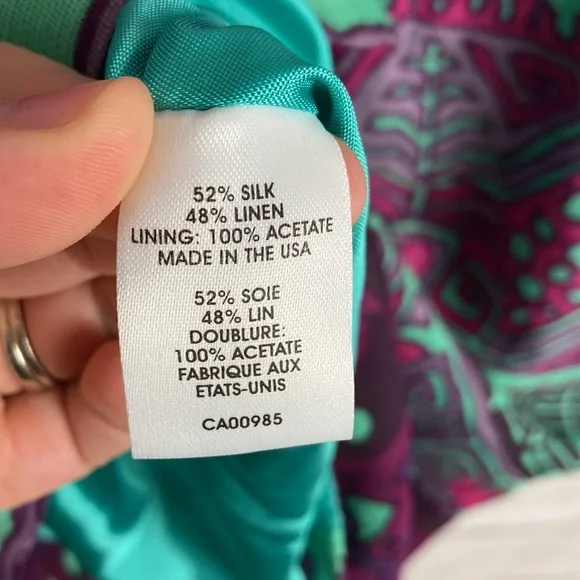 52% SILK
48% LINEN
LINING: 100% ACETATE
MADE IN THE USA
52% SOIE
48% LIN
DOUBLURE:
100% ACETATE
FABRIQUE AUX
ETATS-UNIS
CA00985